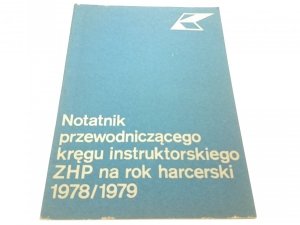 Notatnik
przewodniczącego
kręgu instruktorskiego
ZHP na rok harcerski
1978/1979